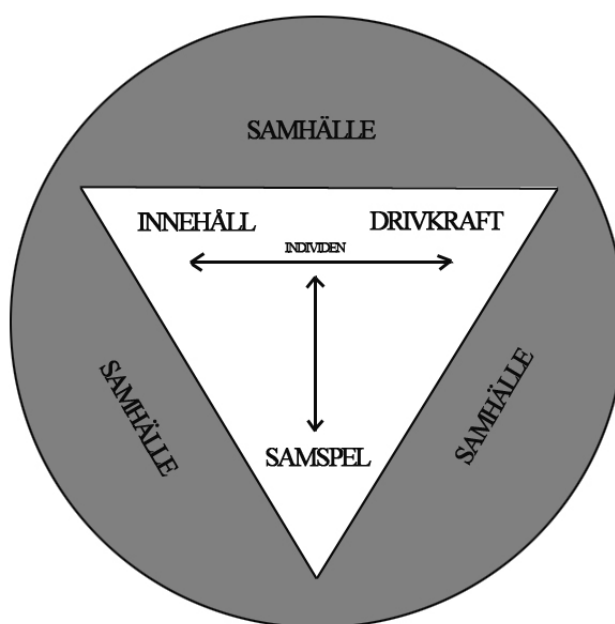 SAMHÄLLE
INNEHÅLL
DRIVKRAFT
INDIVIDEN
SAMHÄLLE
SAMHÄLLE
SAMSPEL